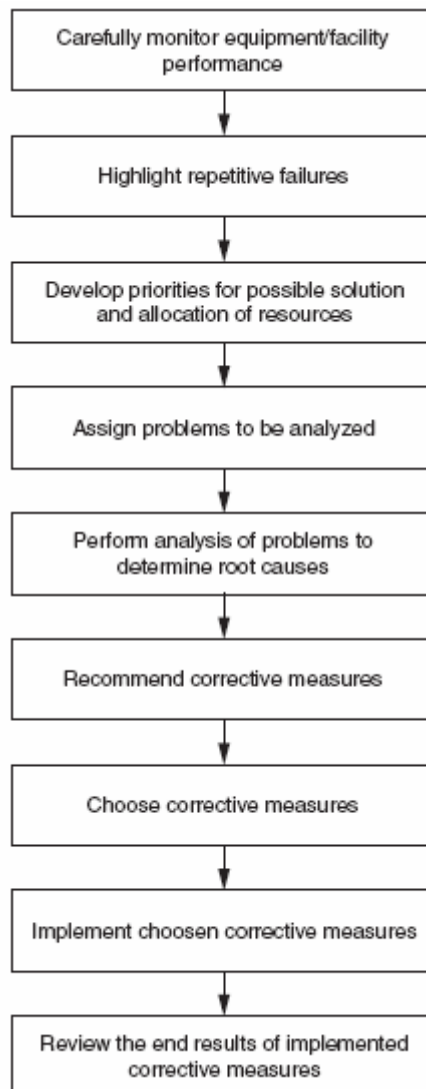 Carefully monitor equipment/facility
performance
Highlight repetitive failures
Develop priorities for possible solution
and allocation of resources
Assign problems to be analyzed
Perform analysis of problems to
determine root causes
Recommend corrective measures
Choose corrective measures
Implement choosen corrective measures
Review the end results of implemented
corrective measures